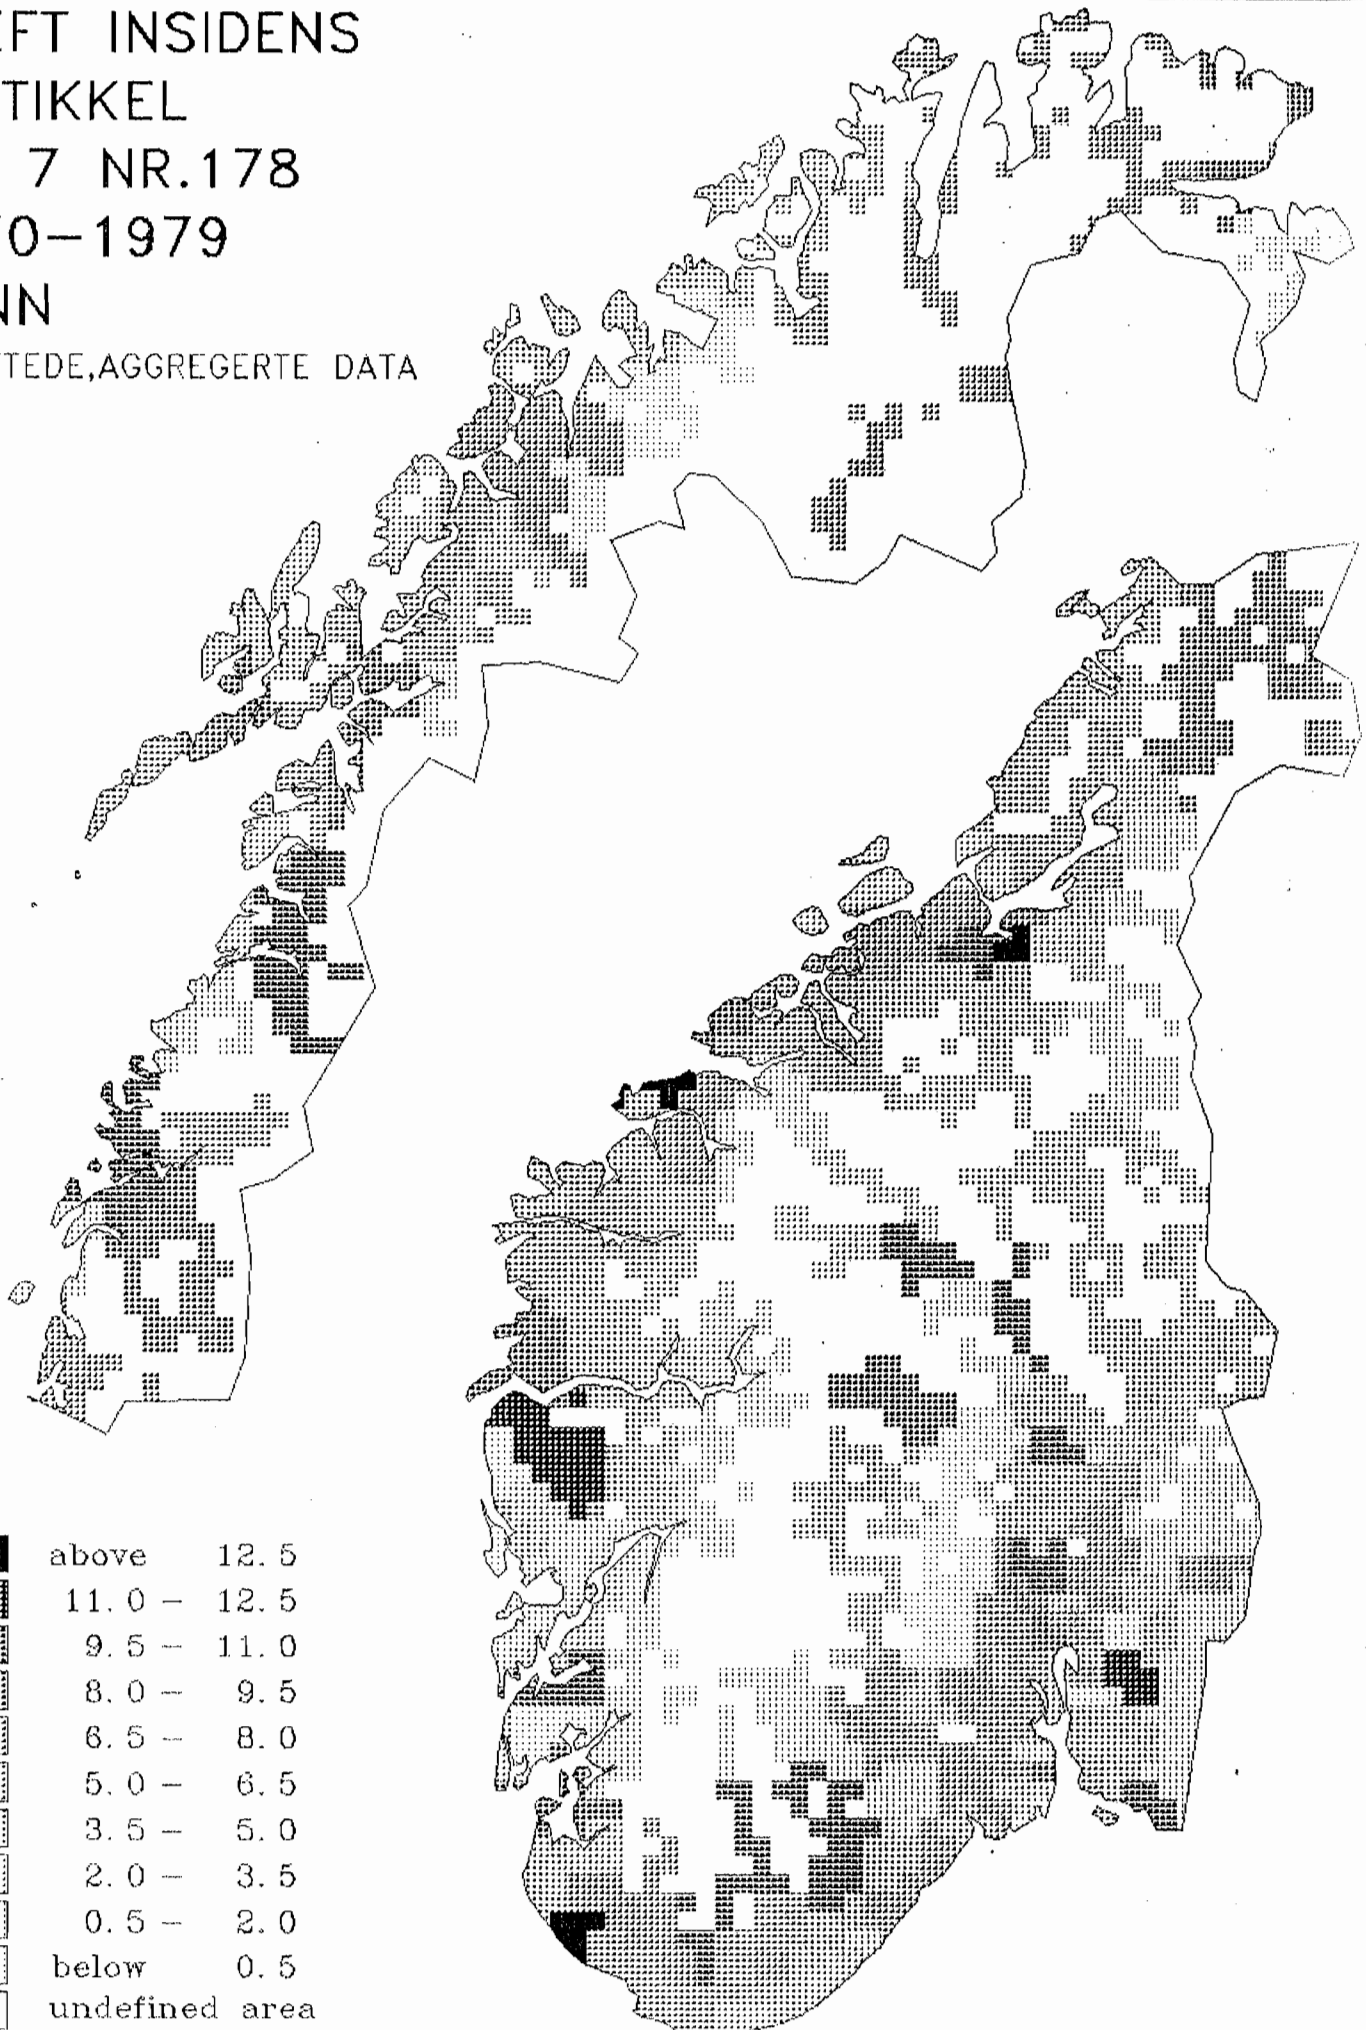 EFT INSIDENS
TIKKEL
7 NR.178
70-1979
NN
TEDE,AGGREGERTE DATA
above 12.5
11.0 - 12.5
9.5 - 11.0
8.0 - 9.5
6.5 - 8.0
5.0 - 6.5
3.5 - 5.0
2.0 - 3.5
0.5 - 2.0
below 0.5
undefined area